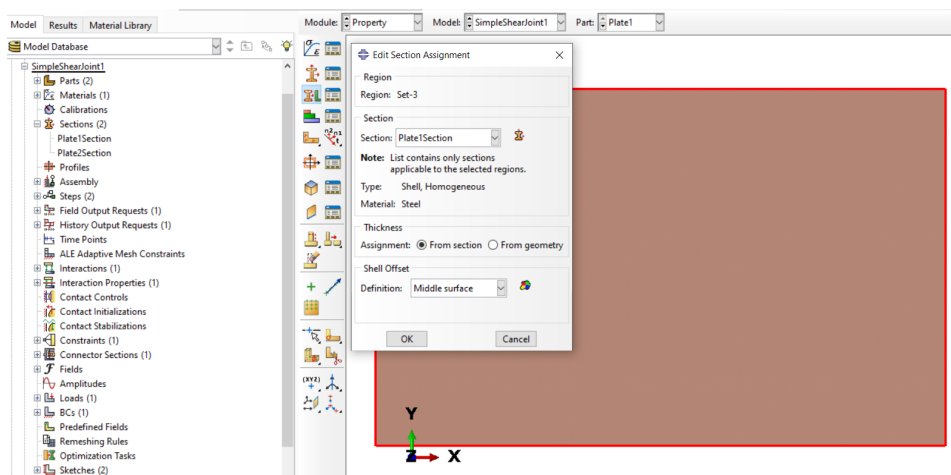 Model Results Material Library
Module: Property Model: SimpleShearJoint1 Part: Plate1
Model Database
SimpleShearJoint1
Parts (2)
Materials (1)
Calibrations
Sections (2)
Plate1Section
Plate2Section
Profiles
Assembly
Steps (2)
Field Output Requests (1)
History Output Requests (1)
Time Points
ALE Adaptive Mesh Constraints
Interactions (1)
Interaction Properties (1)
Contact Controls
Contact Initializations
Contact Stabilizations
Constraints (1)
Connector Sections (1)
Fields
Amplitudes
Loads (1)
BCs (1)
Predefined Fields
Remeshing Rules
Optimization Tasks
Sketches (2)
σ
ε
n2 n1
t
(XYZ)
Edit Section Assignment
Region
Region: Set-3
Section
Section: Plate1Section
Note: List contains only sections
applicable to the selected regions.
Type: Shell, Homogeneous
Material: Steel
Thickness
Assignment: From section From geometry
Shell Offset
Definition: Middle surface
OK Cancel
Y
Z X